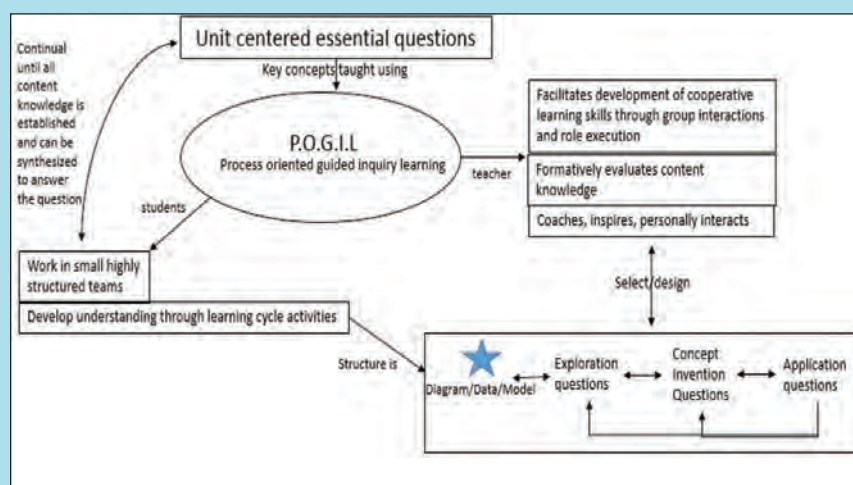 Unit centered essential questions
Continual
until all
content
knowledge is
established
and can be
synthesized
to answer
the question
Key concepts taught using
P.O.G.I.L
Process oriented guided inquiry learning
teacher
Facilitates development of cooperative
learning skills through group interactions
and role execution
Formatively evaluates content
knowledge
Coaches, inspires, personally interacts
students
Work in small highly
structured teams
Develop understanding through learning cycle activities
Select/design
Structure is
Diagram/Data/Model
Exploration
questions
Concept
Invention
Questions
Application
questions